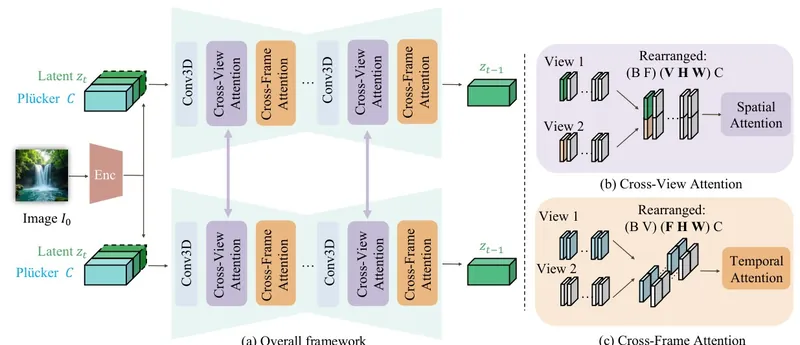 Latent z_t
Plücker C
Image I_0
Enc
Latent z_t
Plücker C
Conv3D
Cross-View
Attention
Cross-Frame
Attention
...
Conv3D
Cross-View
Attention
Cross-Frame
Attention
z_{t-1}
Conv3D
Cross-View
Attention
Cross-Frame
Attention
...
Conv3D
Cross-View
Attention
Cross-Frame
Attention
z_{t-1}
(a) Overall framework
View 1
View 2
...
...
Rearranged:
(B F) (V H W) C
...
Spatial
Attention
(b) Cross-View Attention
View 1
View 2
...
...
Rearranged:
(B V) (F H W) C
...
Temporal
Attention
(c) Cross-Frame Attention